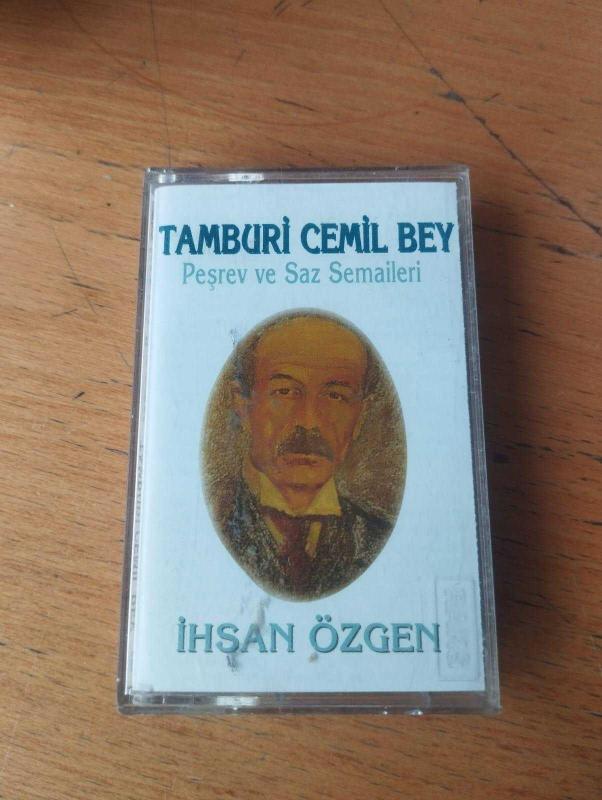 TAMBURİ CEMİL BEY
Peşrev ve Saz Semaileri
İHSAN ÖZGEN